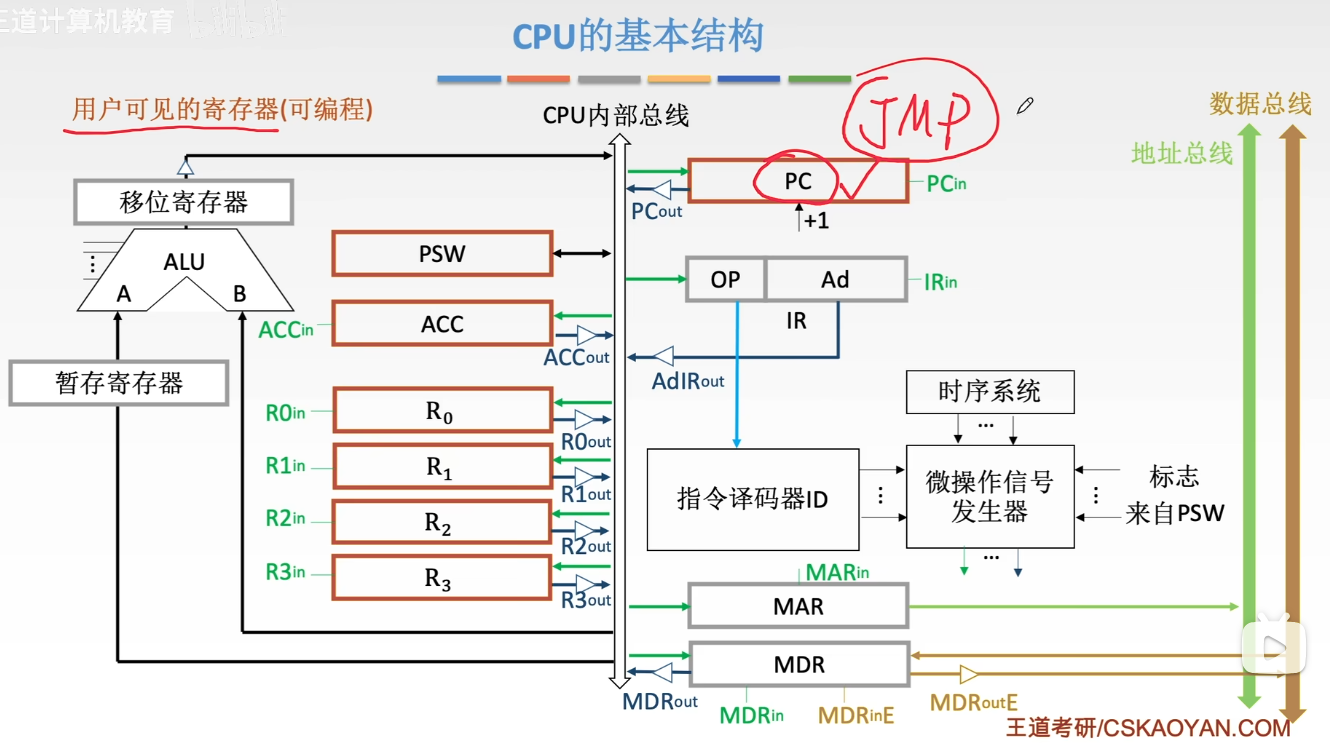 王道计算机教育
CPU的基本结构
用户可见的寄存器(可编程)
CPU内部总线
JMP
数据总线
地址总线
移位寄存器
ALU
A
B
暂存寄存器
PSW
ACC
ACCin
ACCout
R0
R0in
R0out
R1
R1in
R1out
R2
R2in
R2out
R3
R3in
R3out
PC
PCin
PCout
+1
OP
Ad
IRin
IR
AdIRout
时序系统
...
指令译码器ID
⋮
微操作信号
发生器
⋮
标志
来自PSW
...
MARin
MAR
MDR
MDRout
MDRin
MDRinE
MDRoutE
王道考研/CSKAOYAN.COM